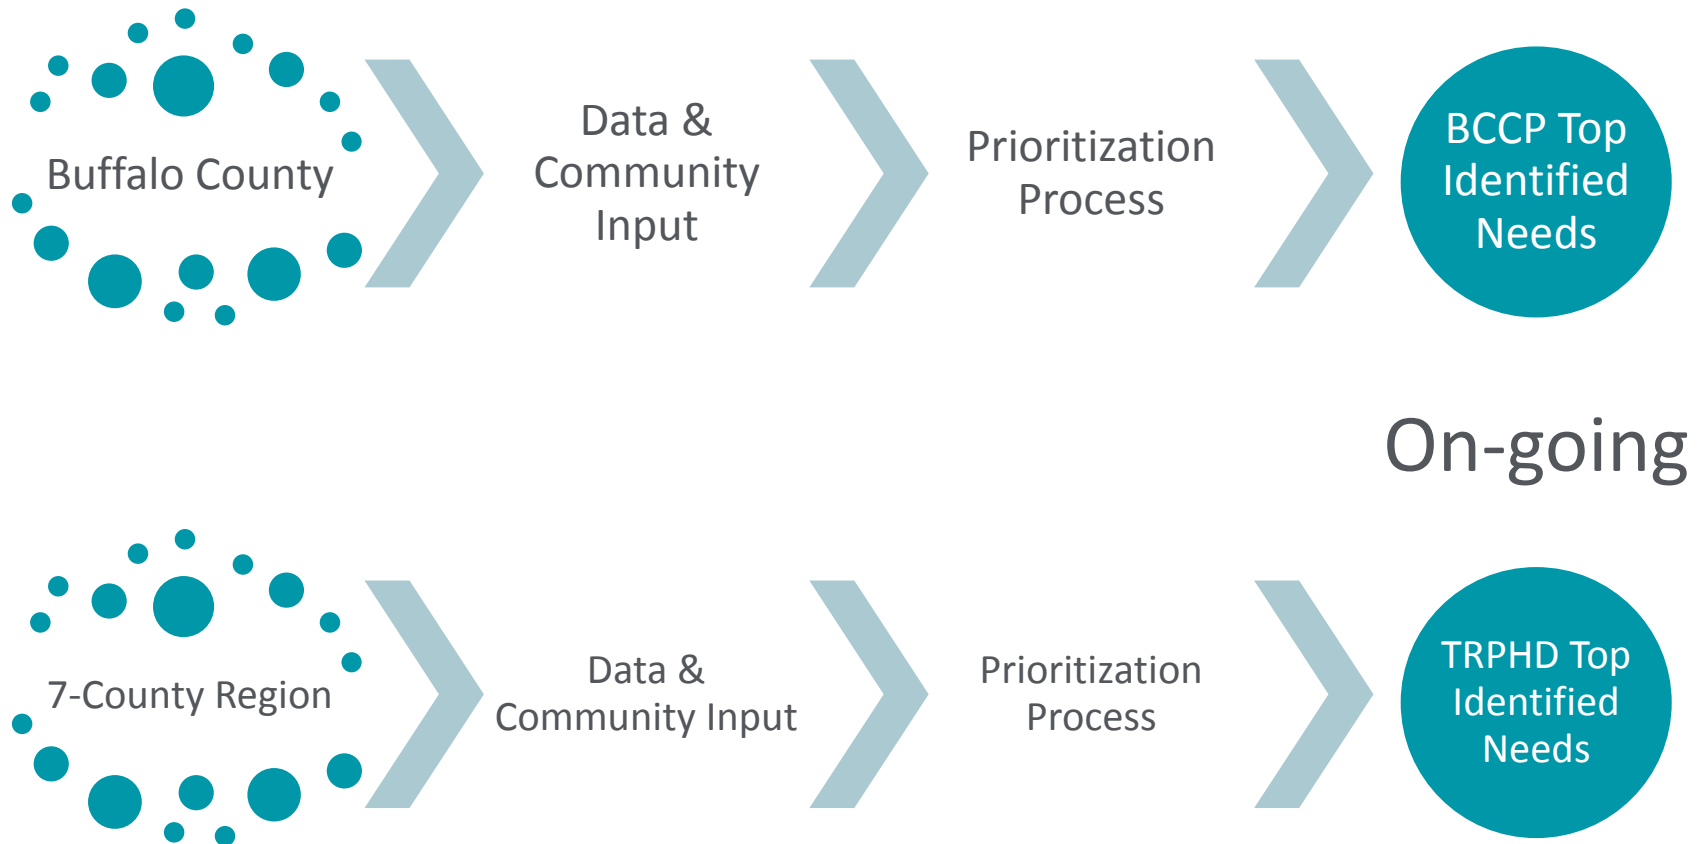 Buffalo County
Data &
Community
Input
Prioritization
Process
BCCP Top
Identified
Needs
On-going
7-County Region
Data &
Community Input
Prioritization
Process
TRPHD Top
Identified
Needs